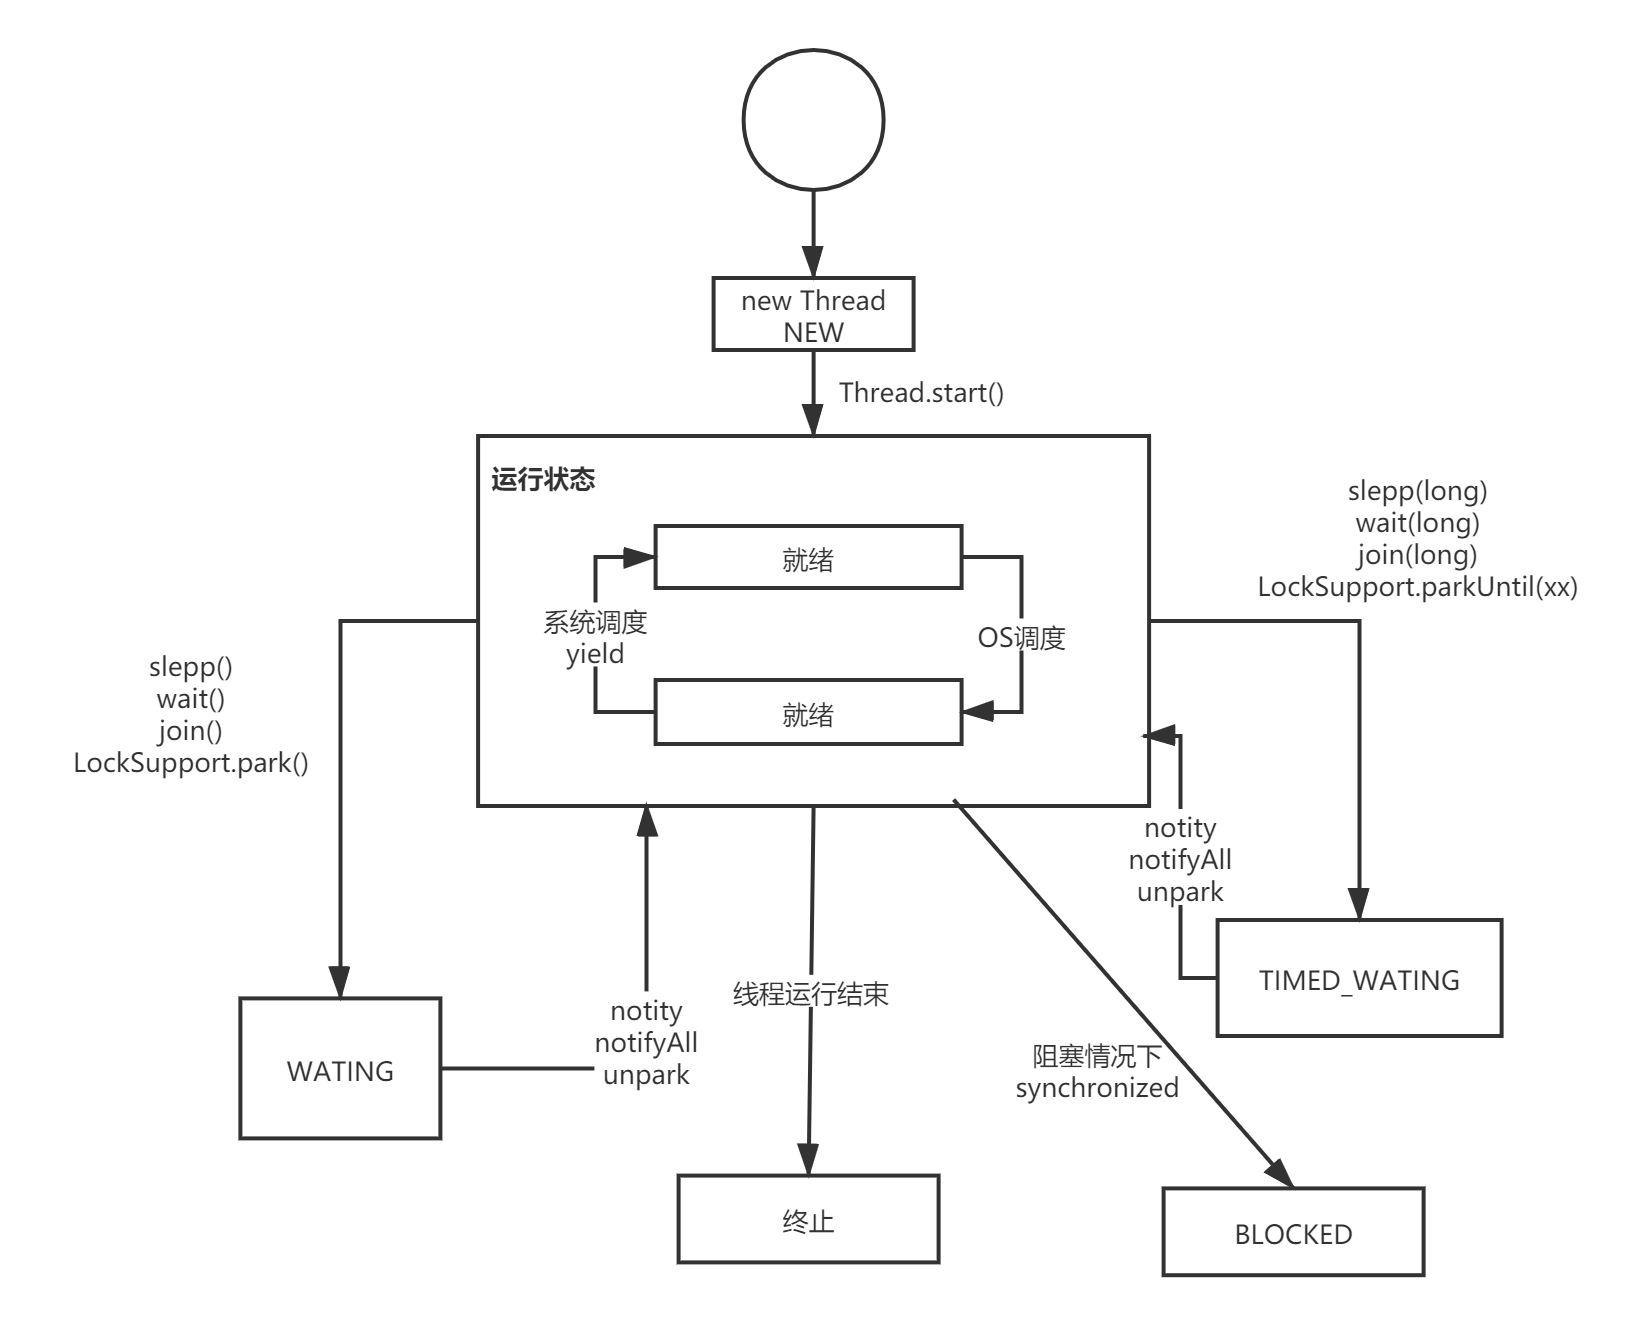 new Thread
NEW
Thread.start()
运行状态
就绪
系统调度
yield
OS调度
就绪
slepp(long)
wait(long)
join(long)
LockSupport.parkUntil(xx)
slepp()
wait()
join()
LockSupport.park()
notity
notifyAll
unpark
TIMED_WATING
WATING
notity
notifyAll
unpark
线程运行结束
阻塞情况下
synchronized
终止
BLOCKED